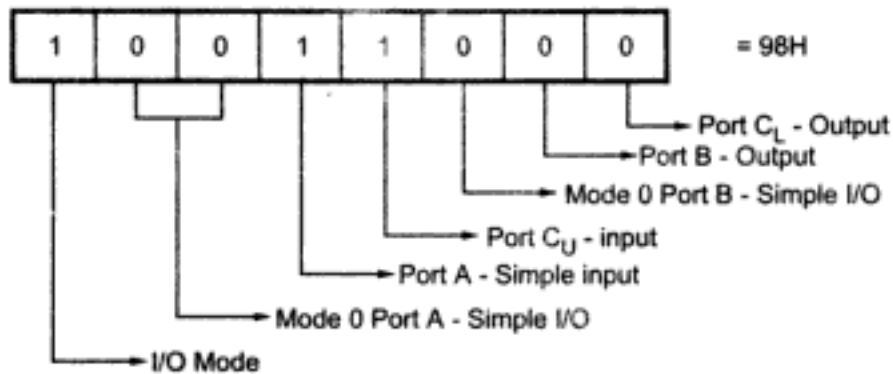 1 0 0 1 1 0 0 0 = 98H
Port CL - Output
Port B - Output
Mode 0 Port B - Simple I/O
Port CU - input
Port A - Simple input
Mode 0 Port A - Simple I/O
I/O Mode